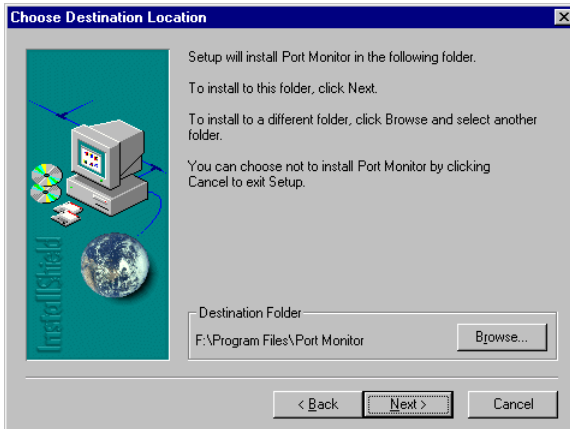 Choose Destination Location
Setup will install Port Monitor in the following folder.
To install to this folder, click Next.
To install to a different folder, click Browse and select another
folder.
You can choose not to install Port Monitor by clicking
Cancel to exit Setup.
InstallShield
Destination Folder
F:\Program Files\Port Monitor
Browse...
< Back
Next >
Cancel